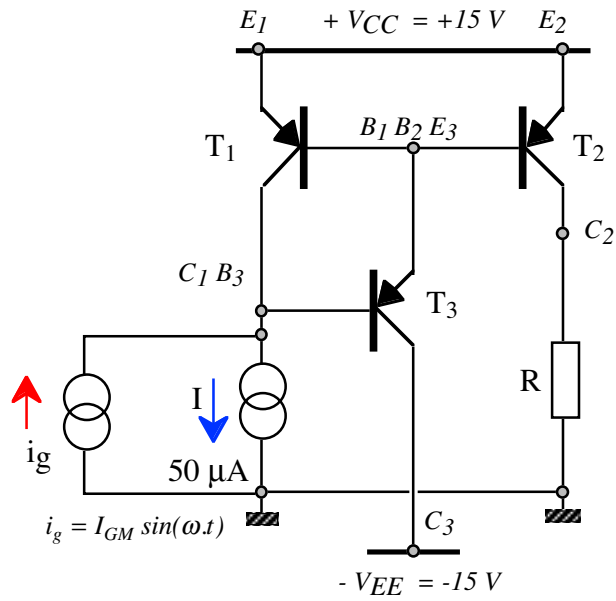 E1 + VCC = +15 V E2
T1 B1 B2 E3 T2
C2
C1 B3
T3
I R
ig
50 µA
ig = IGM sin(ω.t) C3
- VEE = -15 V